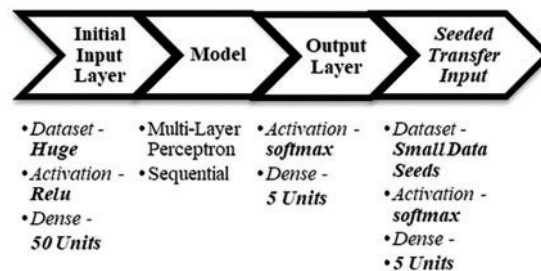 Initial
Input
Layer
Model
Output
Layer
Seeded
Transfer
Input
•Dataset -
Huge
•Activation -
Relu
•Dense -
50 Units
•Multi-Layer
Perceptron
•Sequential
•Activation-
softmax
•Dense -
5 Units
•Dataset -
Small Data
Seeds
•Activation -
softmax
•Dense -
•5 Units